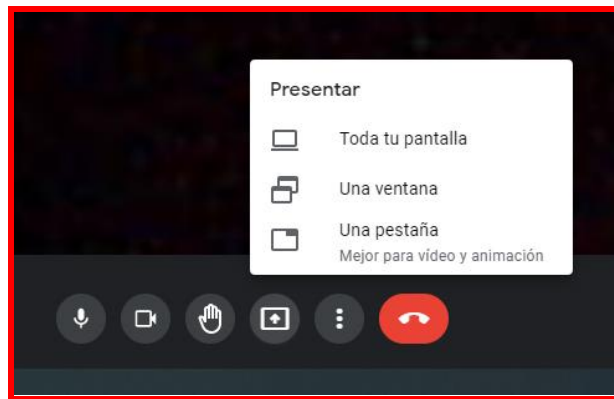 Presentar
Toda tu pantalla
Una ventana
Una pestaña
Mejor para vídeo y animación